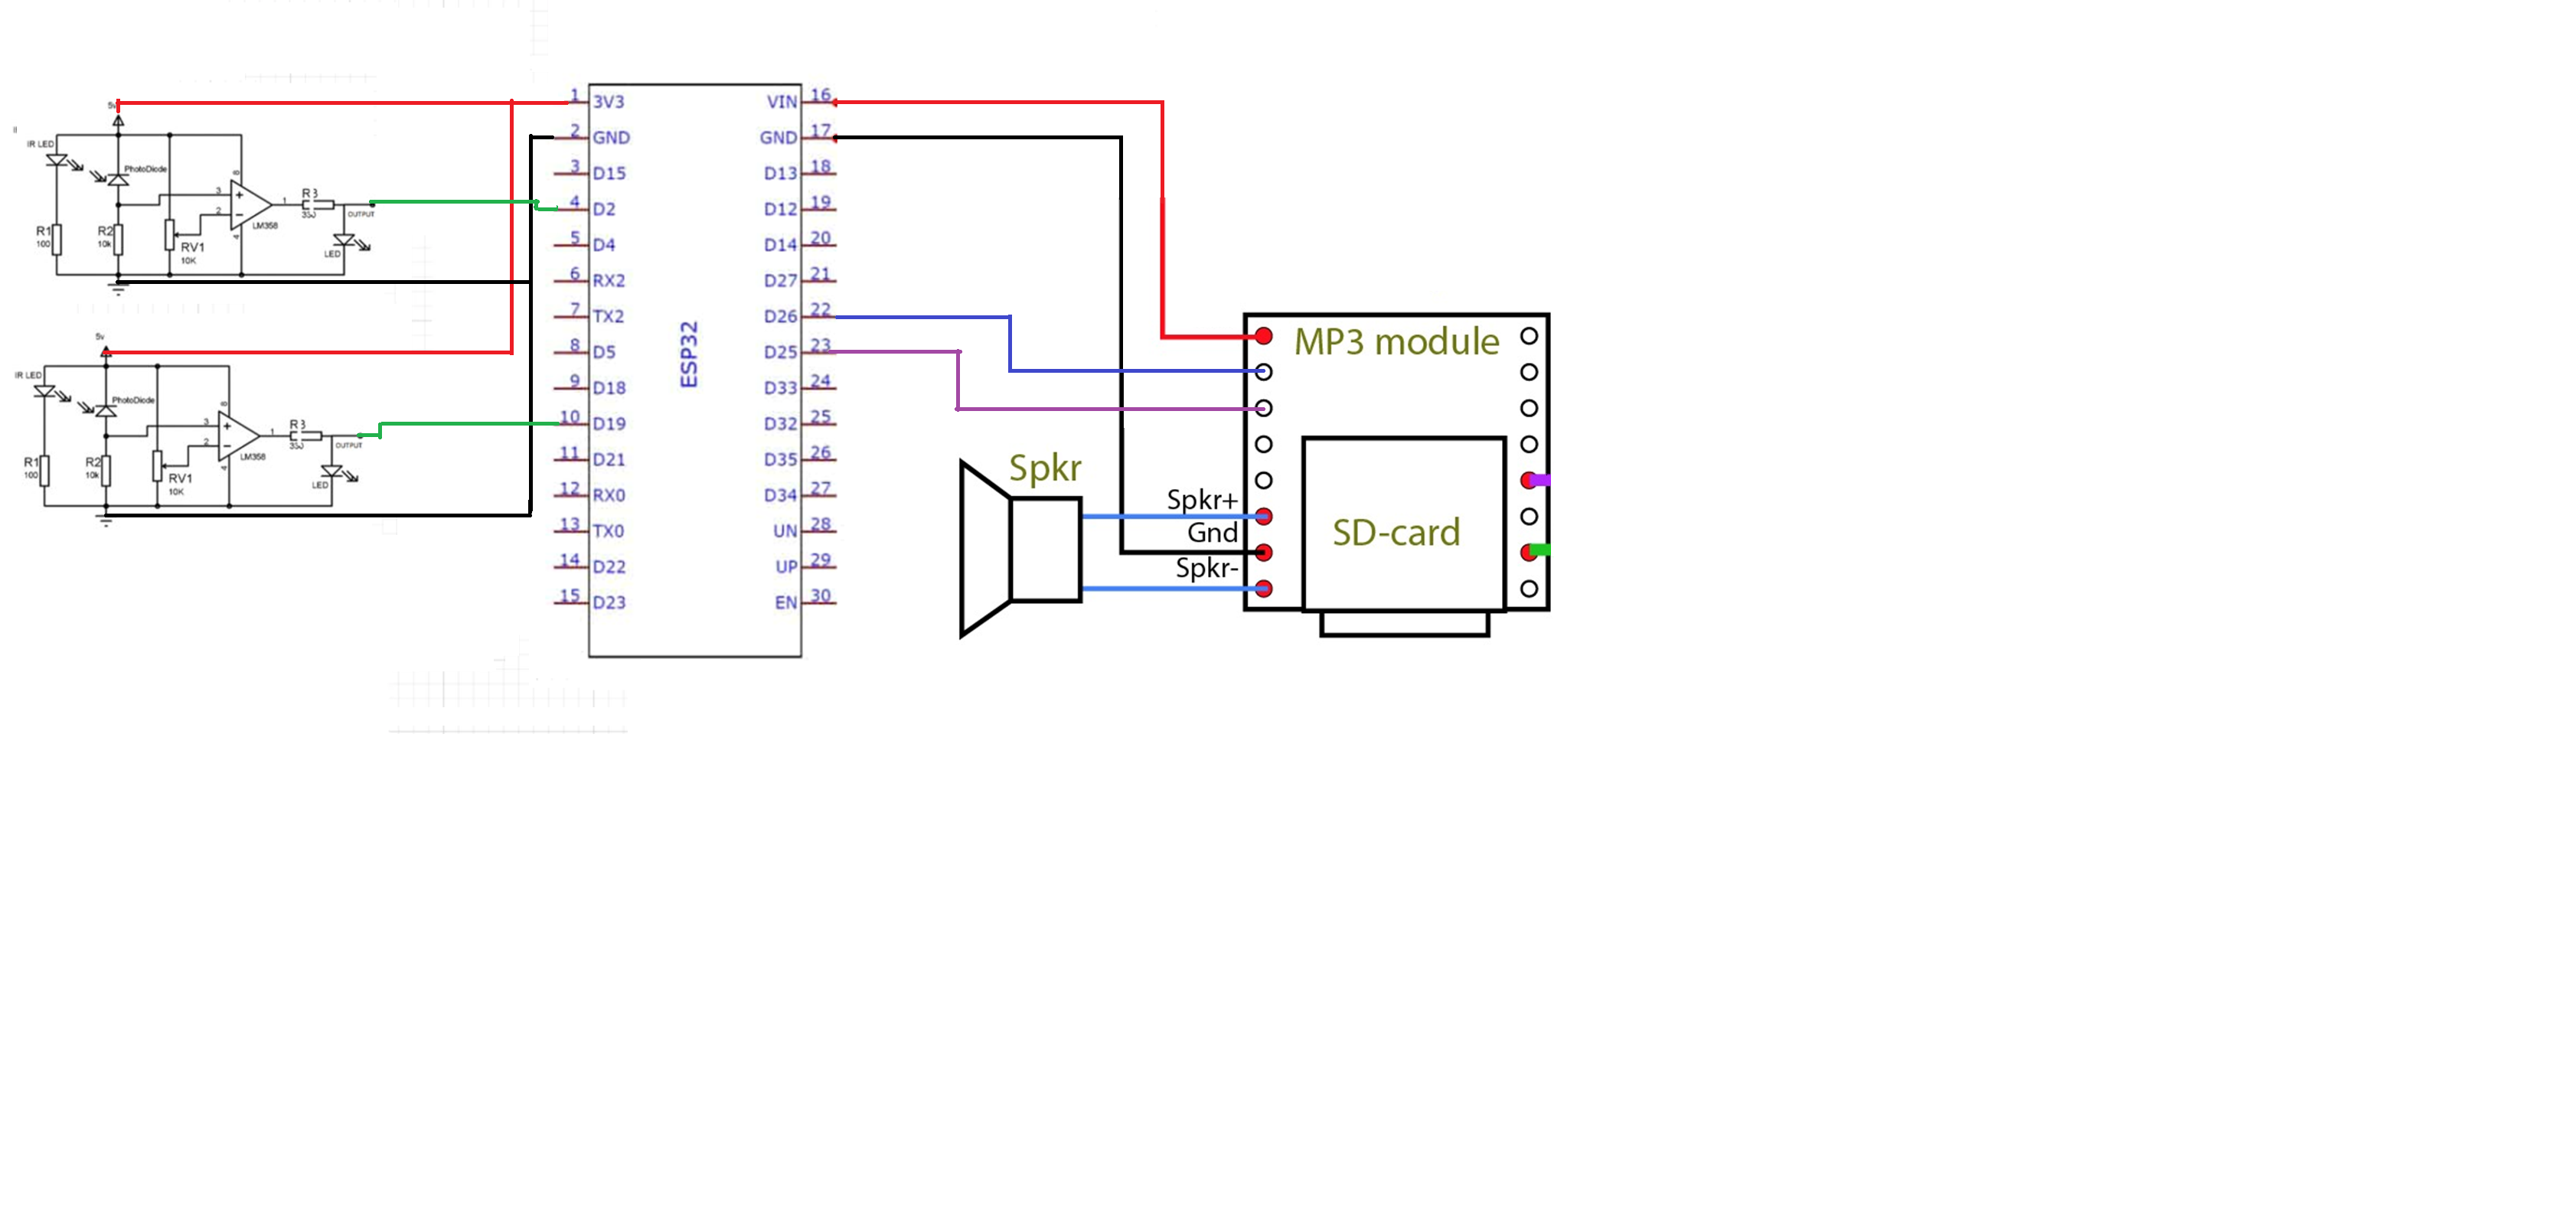 5v
IR LED
PhotoDiode
R1
100
R2
10k
RV1
10K
3
2
8
4
1
LM358
R3
OUTPUT
LED
5v
IR LED
PhotoDiode
R1
100
R2
10k
RV1
10K
3
2
8
4
1
LM358
R3
OUTPUT
LED
ESP32
1 3V3
2 GND
3 D15
4 D2
5 D4
6 RX2
7 TX2
8 D5
9 D18
10 D19
11 D21
12 RX0
13 TX0
14 D22
15 D23
VIN 16
GND 17
D13 18
D12 19
D14 20
D27 21
D26 22
D25 23
D33 24
D32 25
D35 26
D34 27
UN 28
UP 29
EN 30
Spkr
Spkr+
Gnd
Spkr-
MP3 module
SD-card